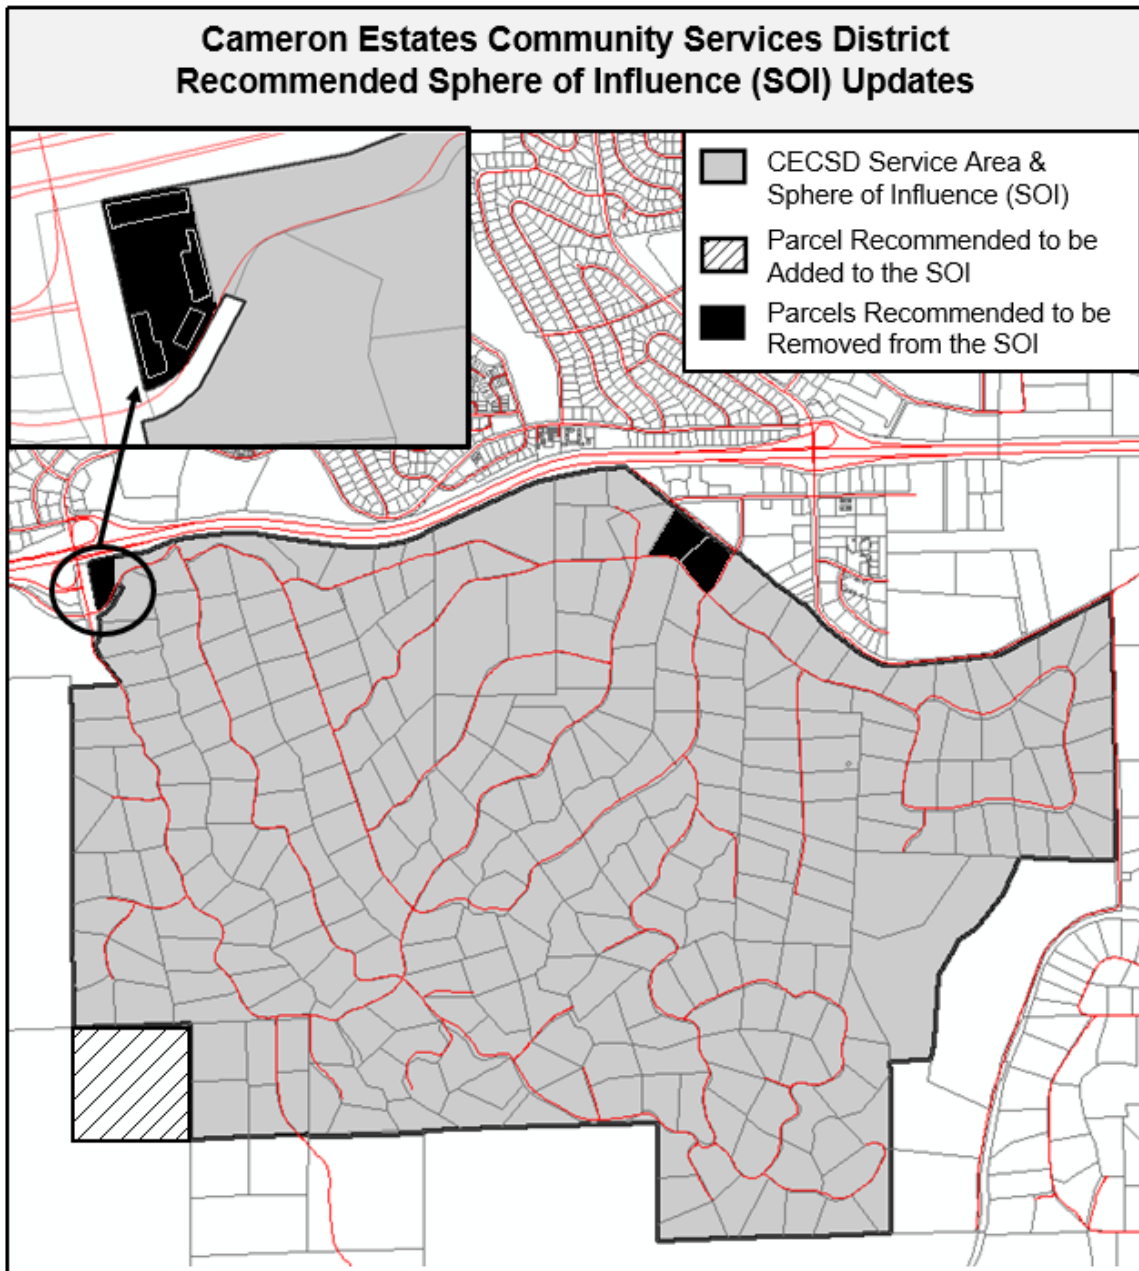 Cameron Estates Community Services District
Recommended Sphere of Influence (SOI) Updates
CECSD Service Area &
Sphere of Influence (SOI)
Parcel Recommended to be
Added to the SOI
Parcels Recommended to be
Removed from the SOI